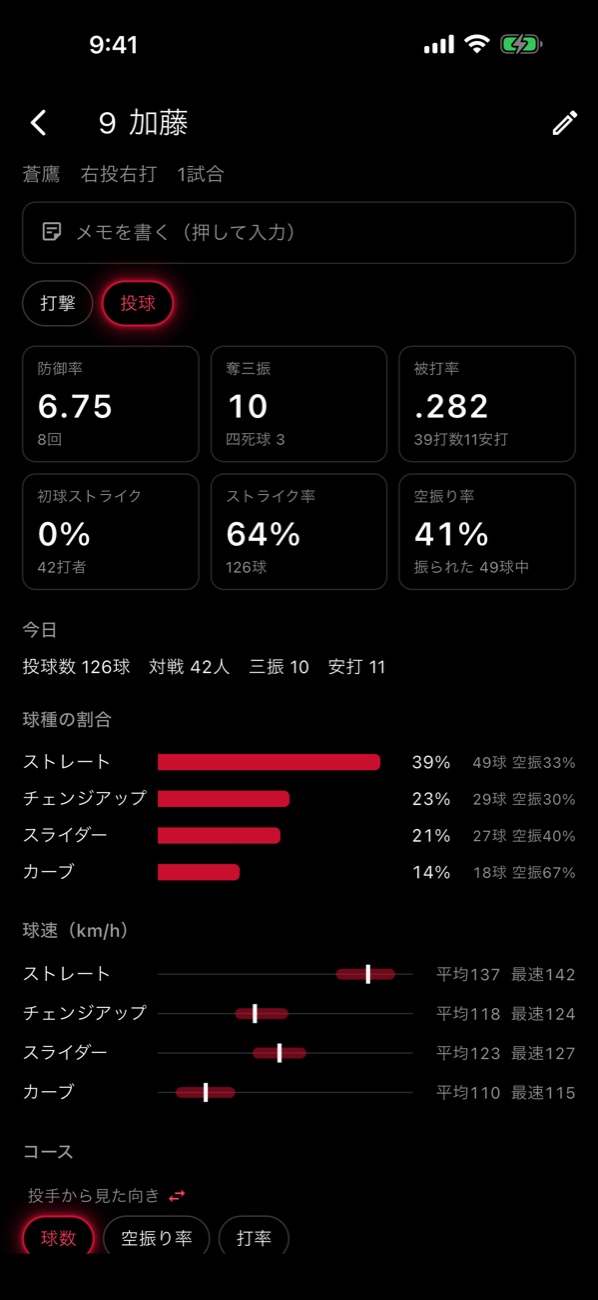 9:41
9 加藤
蒼鷹 右投右打 1試合
メモを書く（押して入力）
打撃 投球
防御率 奪三振 被打率
6.75 10 .282
8回 四死球 3 39打数11安打
初球ストライク ストライク率 空振り率
0% 64% 41%
42打者 126球 振られた 49球中
今日
投球数 126球 対戦 42人 三振 10 安打 11
球種の割合
ストレート 39% 49球 空振33%
チェンジアップ 23% 29球 空振30%
スライダー 21% 27球 空振40%
カーブ 14% 18球 空振67%
球速（km/h）
ストレート 平均137 最速142
チェンジアップ 平均118 最速124
スライダー 平均123 最速127
カーブ 平均110 最速115
コース
投手から見た向き
球数 空振り率 打率